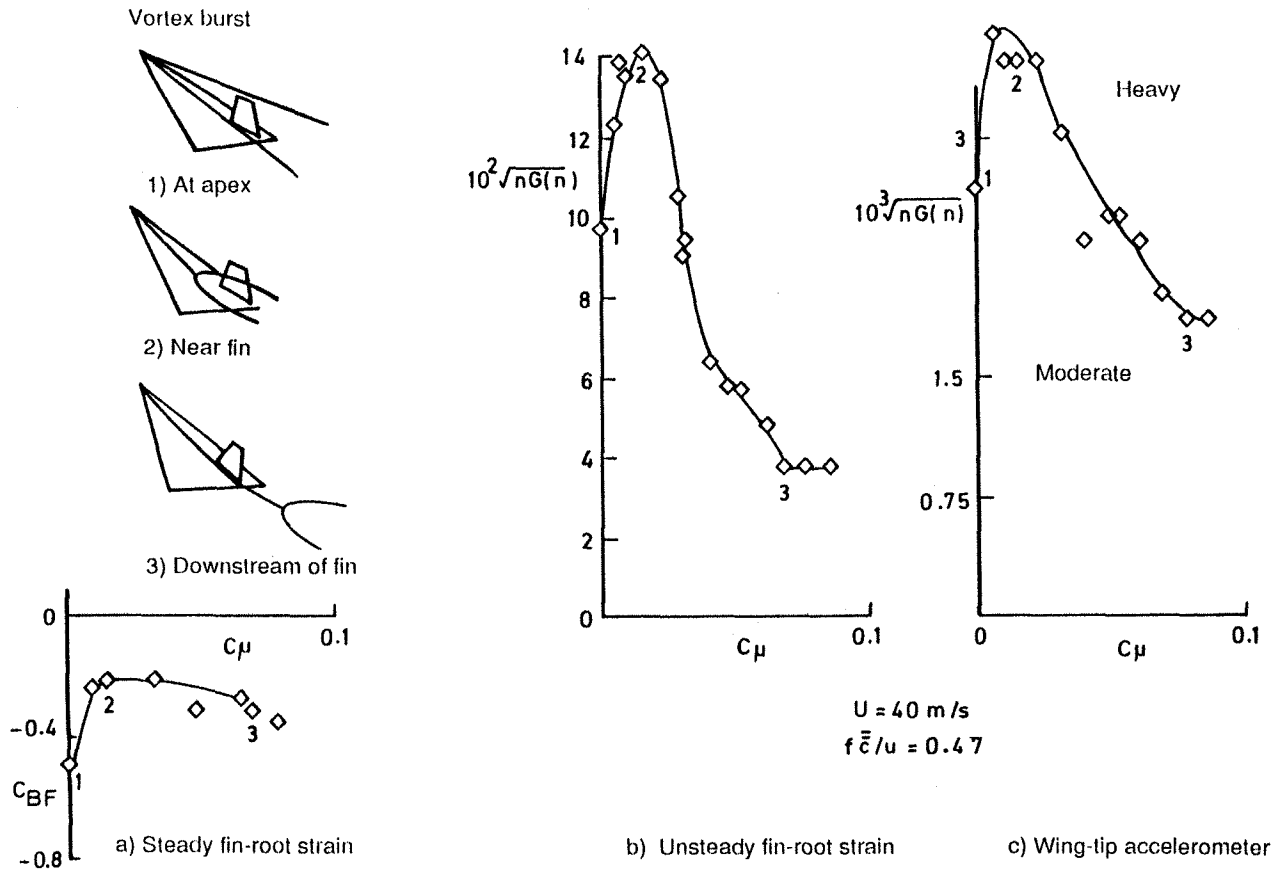 Vortex burst
1) At apex
2) Near fin
3) Downstream of fin
0
0.1
Cμ
-0.4
-0.8
C_BF
1
2
3
a) Steady fin-root strain
14
12
10
8
6
4
2
0
10²√nG(n)
1
2
3
0.1
Cμ
b) Unsteady fin-root strain
3
1.5
0.75
0
10³√nG(n)
1
2
3
Heavy
Moderate
0.1
Cμ
c) Wing-tip accelerometer
U = 40 m/s
f c̿/u = 0.47